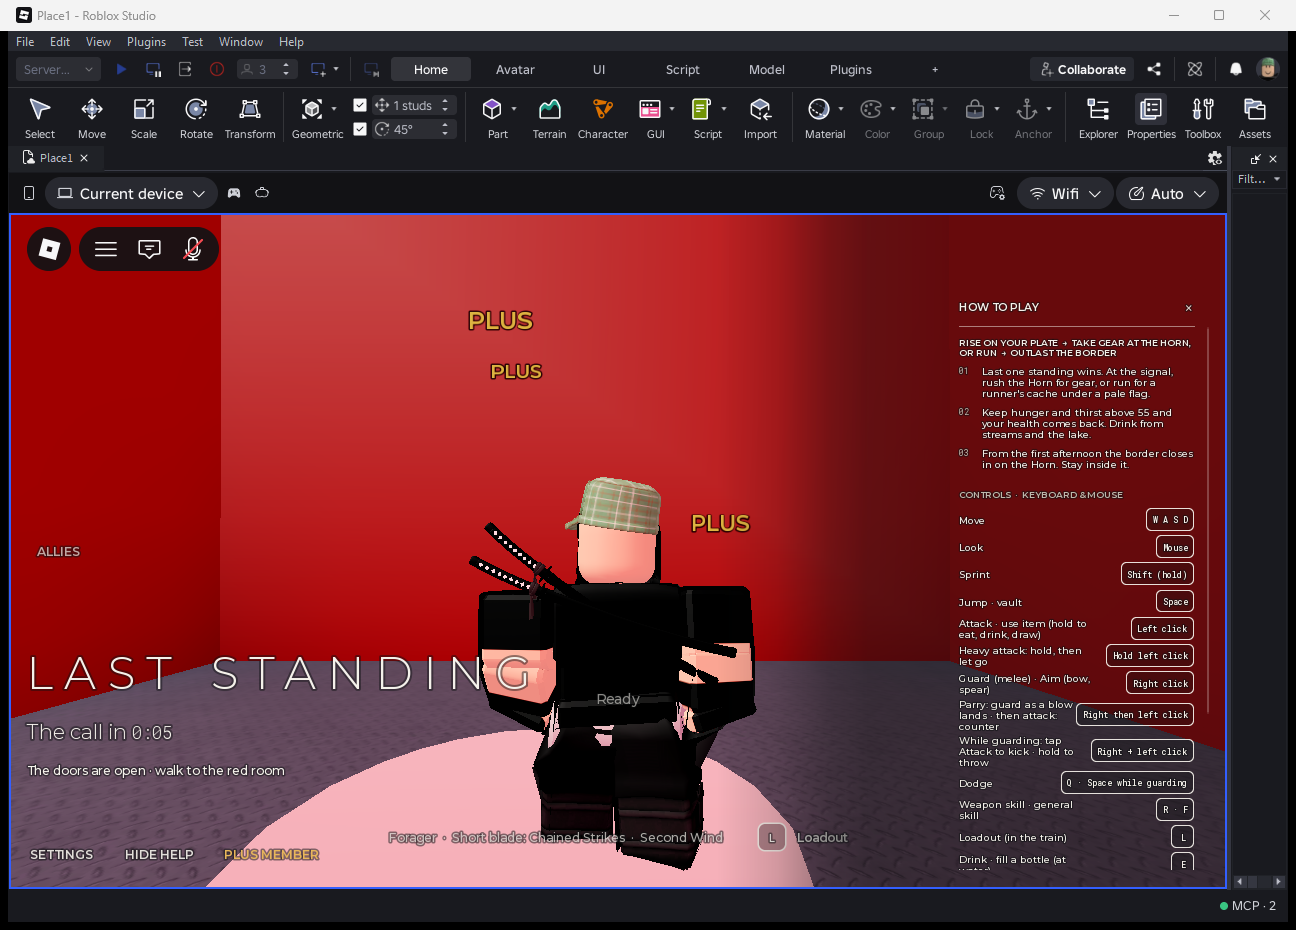 Place1 - Roblox Studio
File Edit View Plugins Test Window Help
Server... 3 Home Avatar UI Script Model Plugins + Collaborate
1 studs
45°
Select Move Scale Rotate Transform Geometric Part Terrain Character GUI Script Import Material Color Group Lock Anchor Explorer Properties Toolbox Assets
Place1
Filt...
Current device Wifi Auto
PLUS
PLUS
PLUS
ALLIES
LAST STANDING
Ready
The call in 0:05
The doors are open · walk to the red room
Forager · Short blade: Chained Strikes · Second Wind L Loadout
SETTINGS HIDE HELP PLUS MEMBER
HOW TO PLAY ×
RISE ON YOUR PLATE → TAKE GEAR AT THE HORN,
OR RUN → OUTLAST THE BORDER
01 Last one standing wins. At the signal,
rush the Horn for gear, or run for a
runner's cache under a pale flag.
02 Keep hunger and thirst above 55 and
your health comes back. Drink from
streams and the lake.
03 From the first afternoon the border closes
in on the Horn. Stay inside it.
CONTROLS · KEYBOARD & MOUSE
Move W A S D
Look Mouse
Sprint Shift (hold)
Jump · vault Space
Attack · use item (hold to
eat, drink, draw) Left click
Heavy attack: hold, then
let go Hold left click
Guard (melee) · Aim (bow,
spear) Right click
Parry: guard as a blow
lands · then attack:
counter Right then left click
While guarding: tap
Attack to kick · hold to
throw Right + left click
Dodge Q · Space while guarding
Weapon skill · general
skill R · F
Loadout (in the train) L
Drink · fill a bottle (at
water) E
MCP · 2